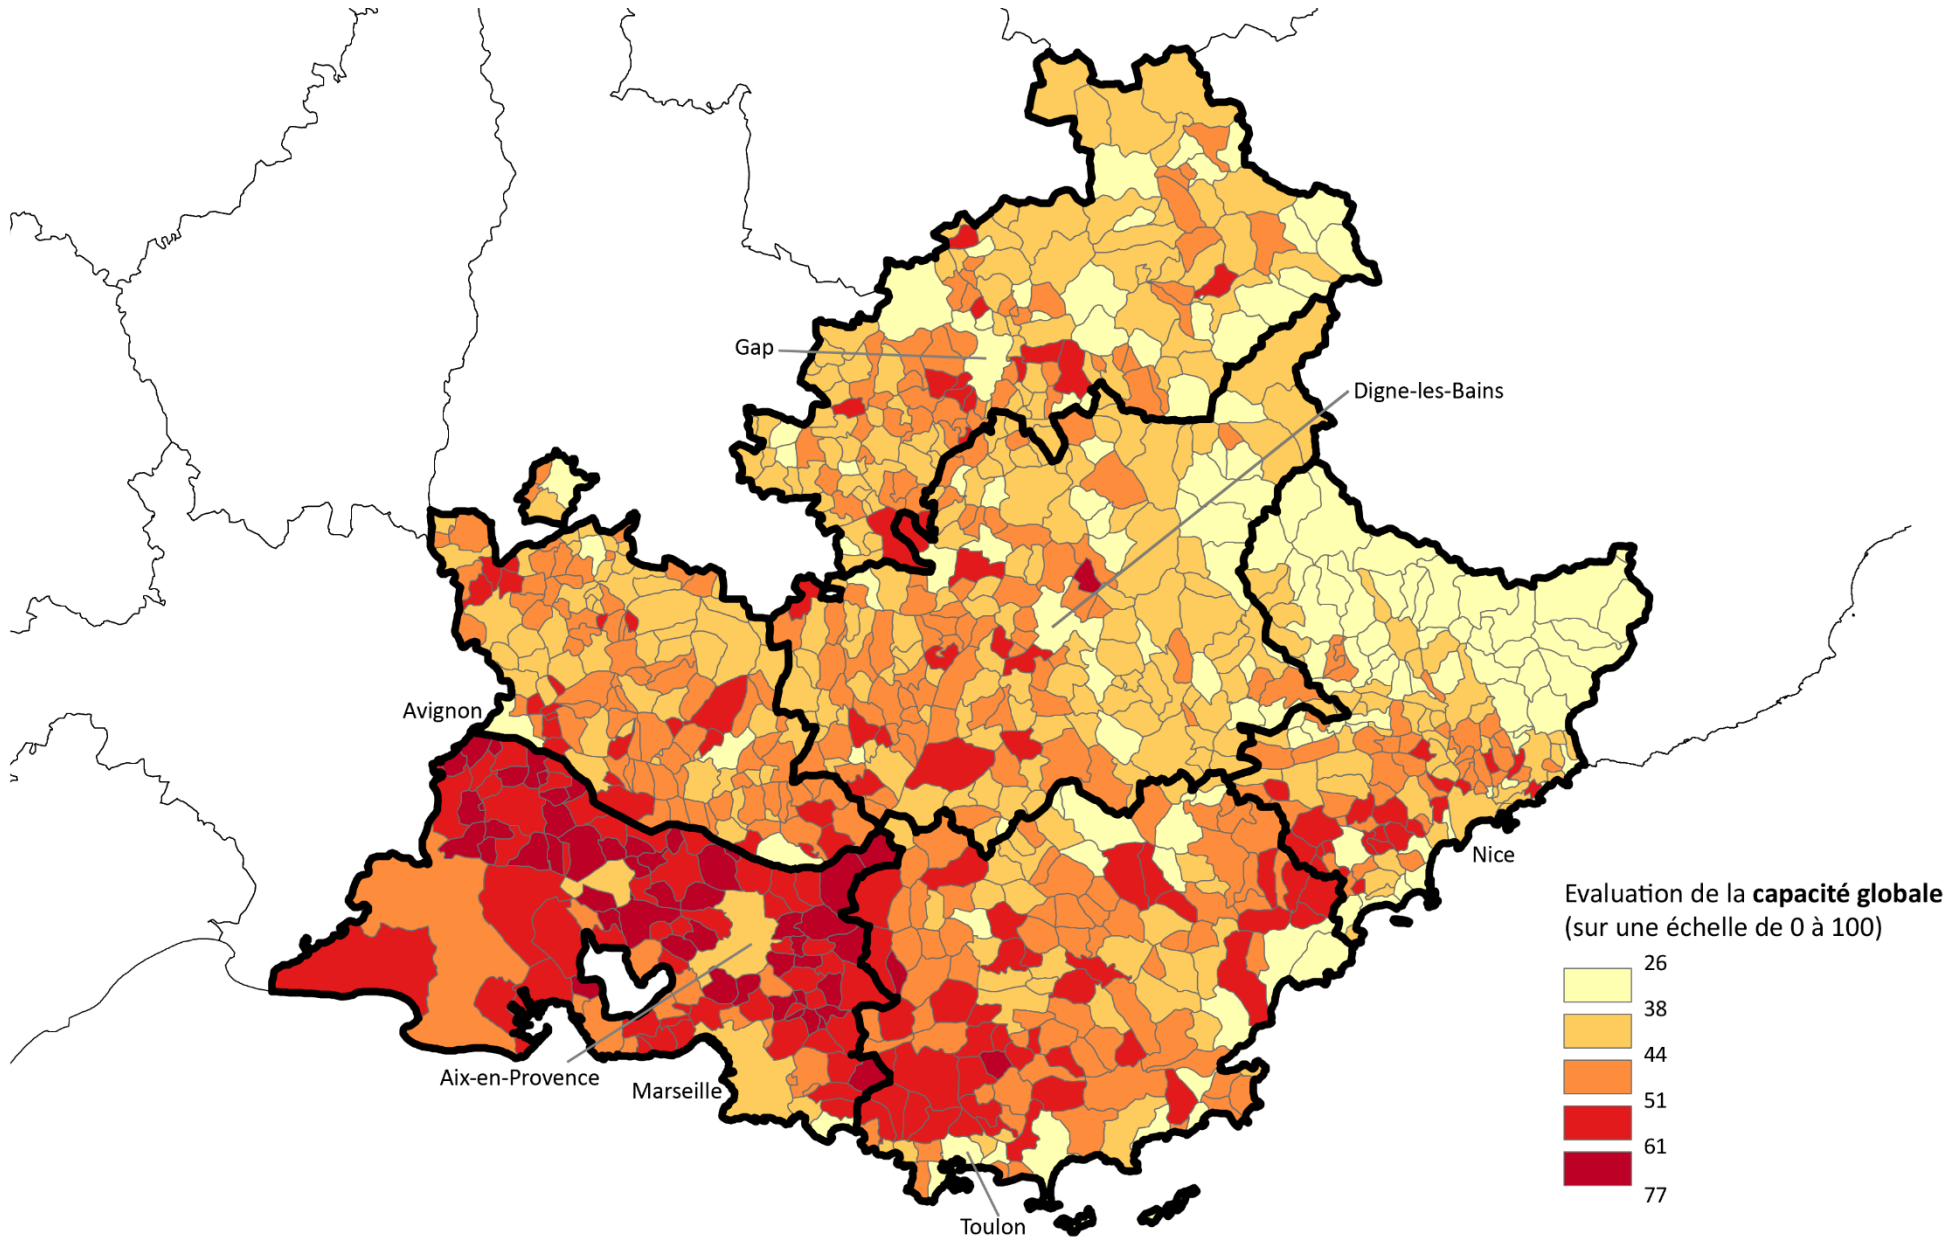 Gap
Digne-les-Bains
Avignon
Nice
Aix-en-Provence
Marseille
Toulon
Evaluation de la capacité globale
(sur une échelle de 0 à 100)
26
38
44
51
61
77